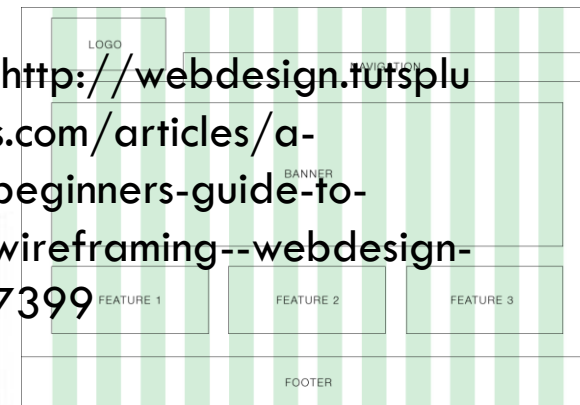 LOGO
NAVIGATION
http://webdesign.tutsplu
s.com/articles/a-
BANNER
beginners-guide-to-
wireframing--webdesign-
7399
FEATURE 1
FEATURE 2
FEATURE 3
FOOTER